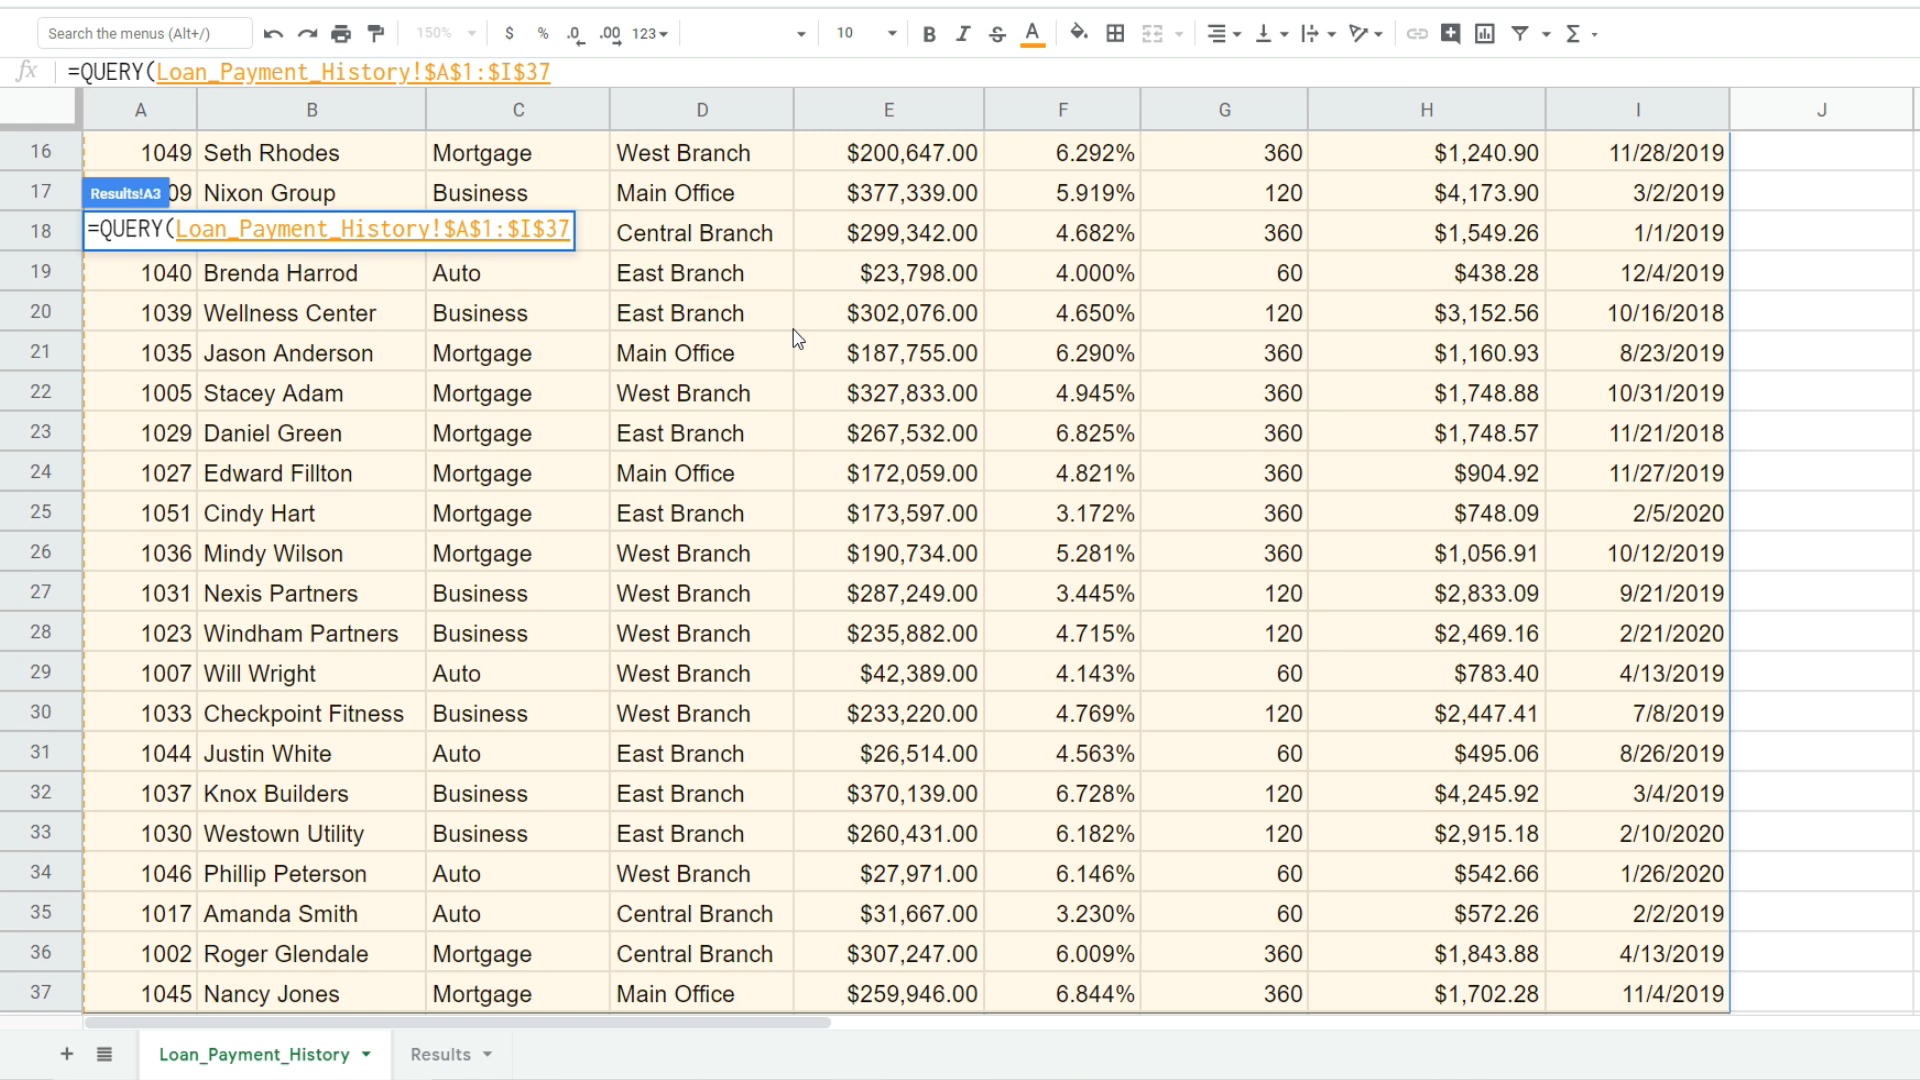 Search the menus (Alt+/) 150% $ % .0 .00 123 10 B I S A
fx =QUERY(Loan_Payment_History!$A$1:$I$37
A B C D E F G H I J
16 1049 Seth Rhodes Mortgage West Branch $200,647.00 6.292% 360 $1,240.90 11/28/2019
17 Results!A3 09 Nixon Group Business Main Office $377,339.00 5.919% 120 $4,173.90 3/2/2019
18 =QUERY(Loan_Payment_History!$A$1:$I$37 Central Branch $299,342.00 4.682% 360 $1,549.26 1/1/2019
19 1040 Brenda Harrod Auto East Branch $23,798.00 4.000% 60 $438.28 12/4/2019
20 1039 Wellness Center Business East Branch $302,076.00 4.650% 120 $3,152.56 10/16/2018
21 1035 Jason Anderson Mortgage Main Office $187,755.00 6.290% 360 $1,160.93 8/23/2019
22 1005 Stacey Adam Mortgage West Branch $327,833.00 4.945% 360 $1,748.88 10/31/2019
23 1029 Daniel Green Mortgage East Branch $267,532.00 6.825% 360 $1,748.57 11/21/2018
24 1027 Edward Fillton Mortgage Main Office $172,059.00 4.821% 360 $904.92 11/27/2019
25 1051 Cindy Hart Mortgage East Branch $173,597.00 3.172% 360 $748.09 2/5/2020
26 1036 Mindy Wilson Mortgage West Branch $190,734.00 5.281% 360 $1,056.91 10/12/2019
27 1031 Nexis Partners Business West Branch $287,249.00 3.445% 120 $2,833.09 9/21/2019
28 1023 Windham Partners Business West Branch $235,882.00 4.715% 120 $2,469.16 2/21/2020
29 1007 Will Wright Auto West Branch $42,389.00 4.143% 60 $783.40 4/13/2019
30 1033 Checkpoint Fitness Business West Branch $233,220.00 4.769% 120 $2,447.41 7/8/2019
31 1044 Justin White Auto East Branch $26,514.00 4.563% 60 $495.06 8/26/2019
32 1037 Knox Builders Business East Branch $370,139.00 6.728% 120 $4,245.92 3/4/2019
33 1030 Westown Utility Business East Branch $260,431.00 6.182% 120 $2,915.18 2/10/2020
34 1046 Phillip Peterson Auto West Branch $27,971.00 6.146% 60 $542.66 1/26/2020
35 1017 Amanda Smith Auto Central Branch $31,667.00 3.230% 60 $572.26 2/2/2019
36 1002 Roger Glendale Mortgage Central Branch $307,247.00 6.009% 360 $1,843.88 4/13/2019
37 1045 Nancy Jones Mortgage Main Office $259,946.00 6.844% 360 $1,702.28 11/4/2019
Loan_Payment_History Results